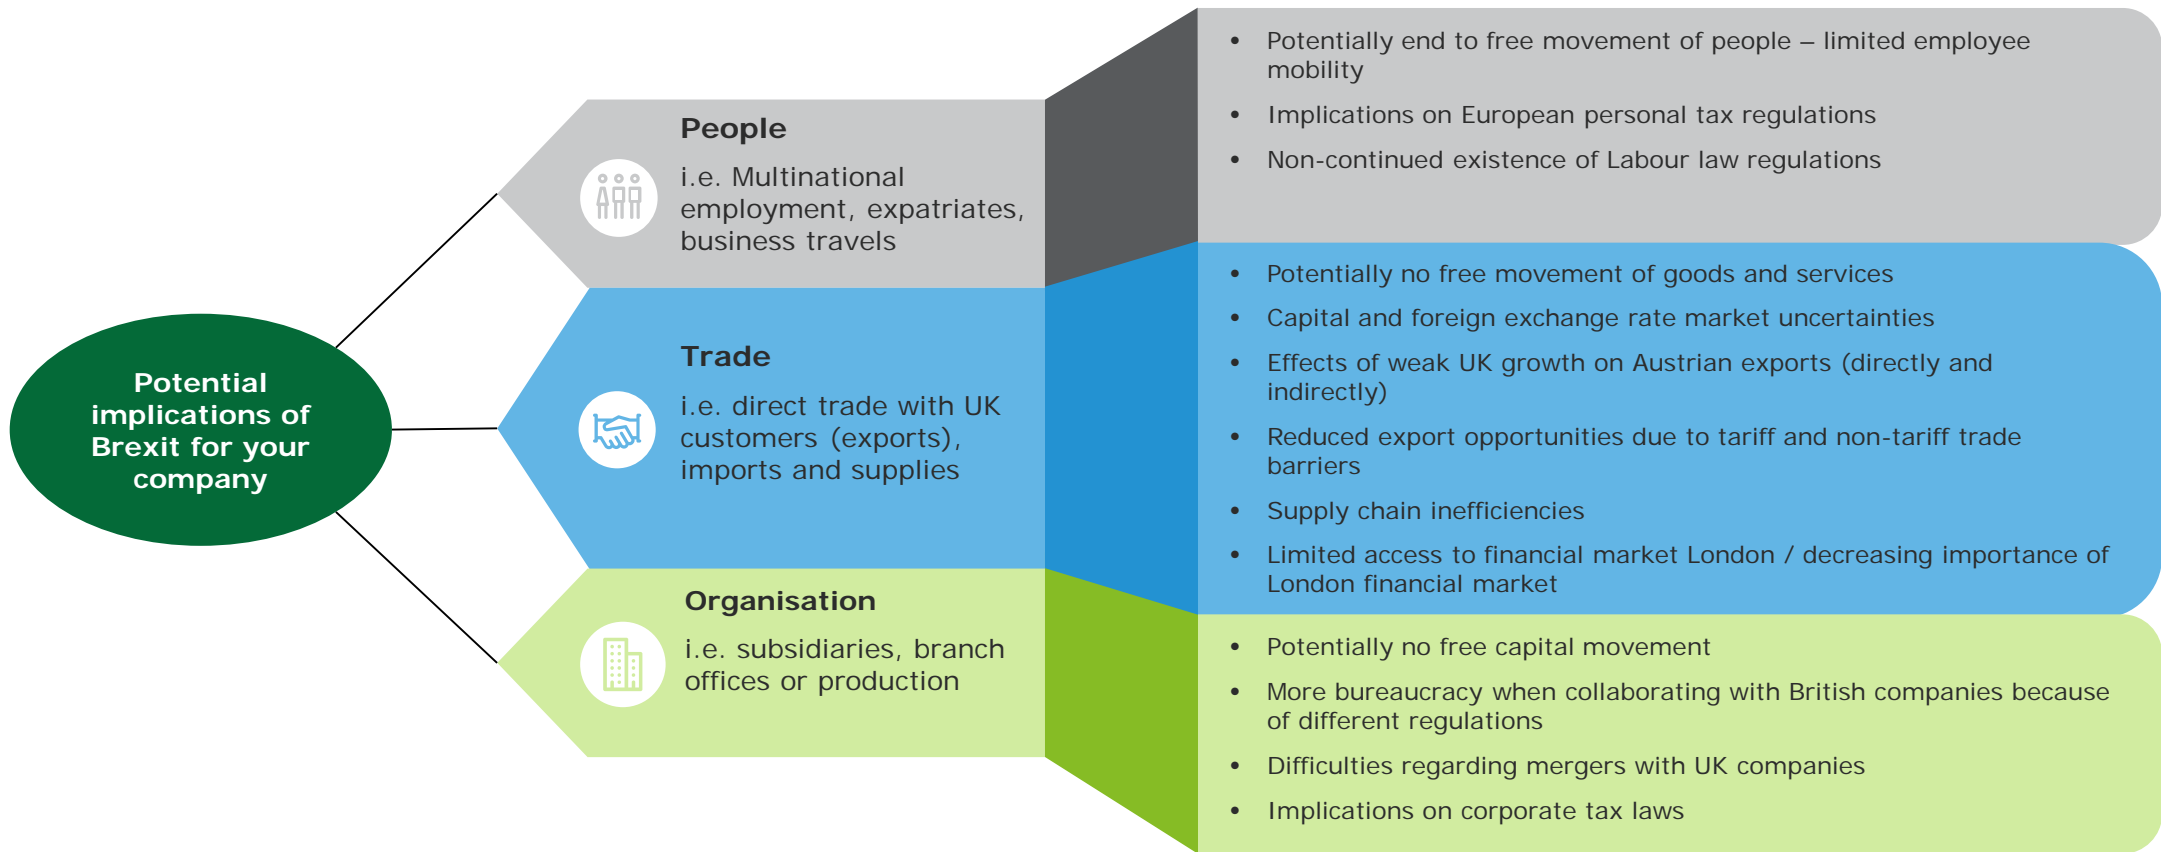 Potential
implications of
Brexit for your
company
People
i.e. Multinational
employment, expatriates,
business travels
• Potentially end to free movement of people – limited employee
mobility
• Implications on European personal tax regulations
• Non-continued existence of Labour law regulations
Trade
i.e. direct trade with UK
customers (exports),
imports and supplies
• Potentially no free movement of goods and services
• Capital and foreign exchange rate market uncertainties
• Effects of weak UK growth on Austrian exports (directly and
indirectly)
• Reduced export opportunities due to tariff and non-tariff trade
barriers
• Supply chain inefficiencies
• Limited access to financial market London / decreasing importance of
London financial market
Organisation
i.e. subsidiaries, branch
offices or production
• Potentially no free capital movement
• More bureaucracy when collaborating with British companies because
of different regulations
• Difficulties regarding mergers with UK companies
• Implications on corporate tax laws